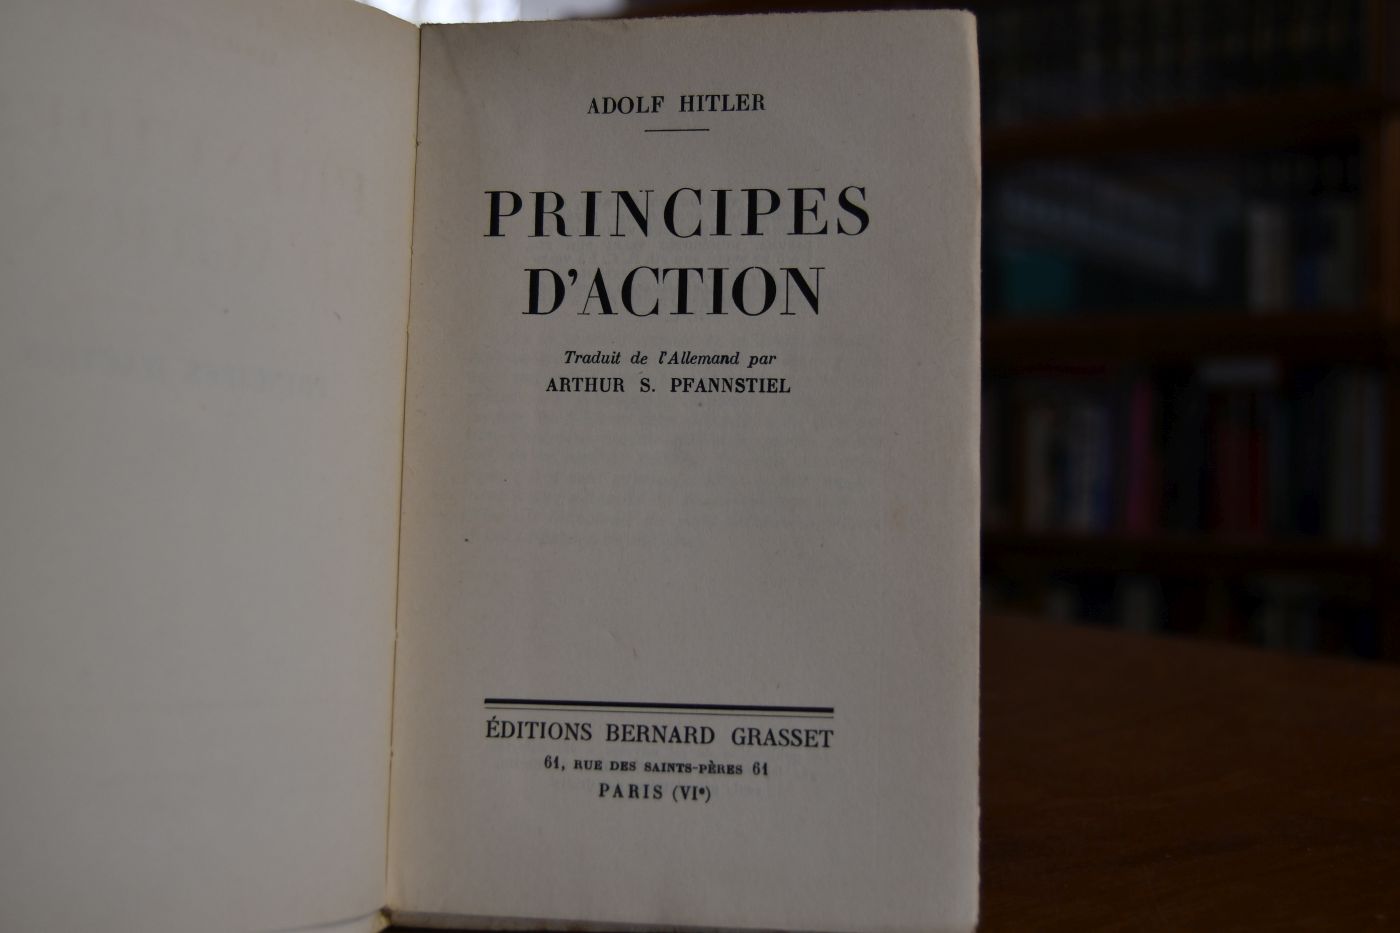 ADOLF HITLER
PRINCIPES
D'ACTION
Traduit de l'Allemand par
ARTHUR S. PFANNSTIEL
ÉDITIONS BERNARD GRASSET
61, RUE DES SAINTS-PÈRES 61
PARIS (VIe)